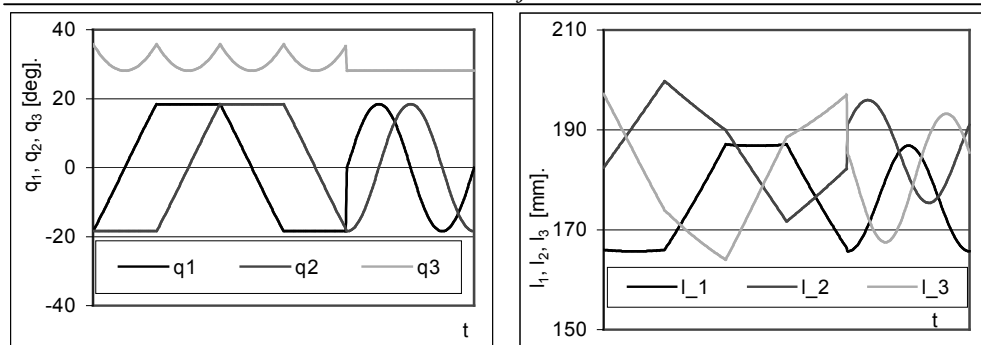 40
20
0
-20
-40
q1, q2, q3 [deg].
q1 q2 q3
t
210
190
170
150
l1, l2, l3 [mm].
l_1 l_2 l_3
t